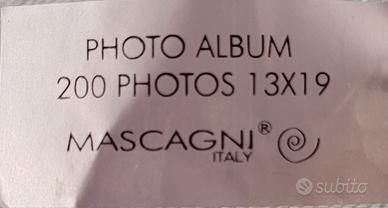 PHOTO ALBUM
200 PHOTOS 13X19
MASCAGNI®
ITALY
subito